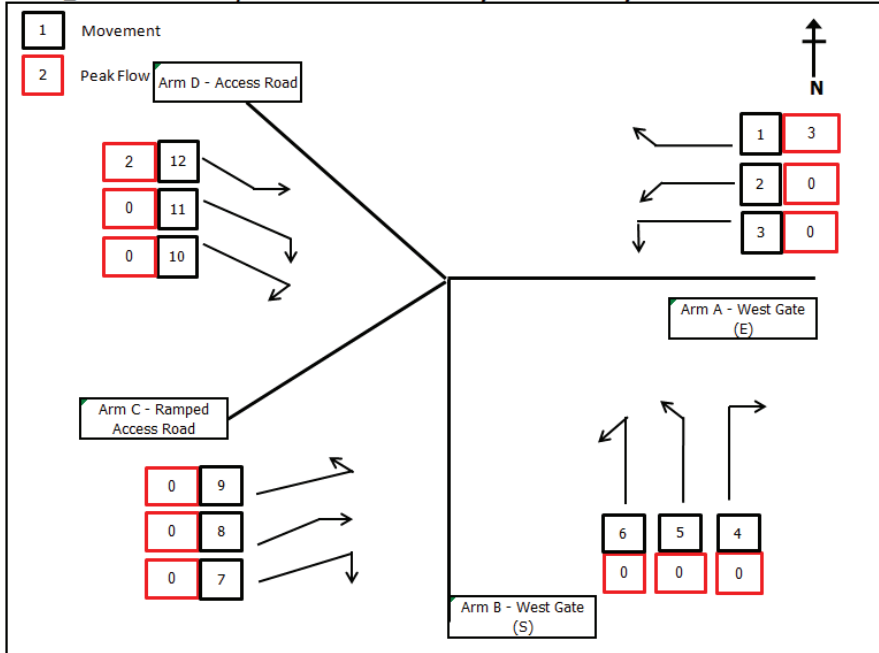 1 Movement
2 Peak Flow
Arm D - Access Road
N
1 3
2 0
3 0
2 12
0 11
0 10
Arm A - West Gate
(E)
Arm C - Ramped
Access Road
0 9
0 8
0 7
6 5 4
0 0 0
Arm B - West Gate
(S)